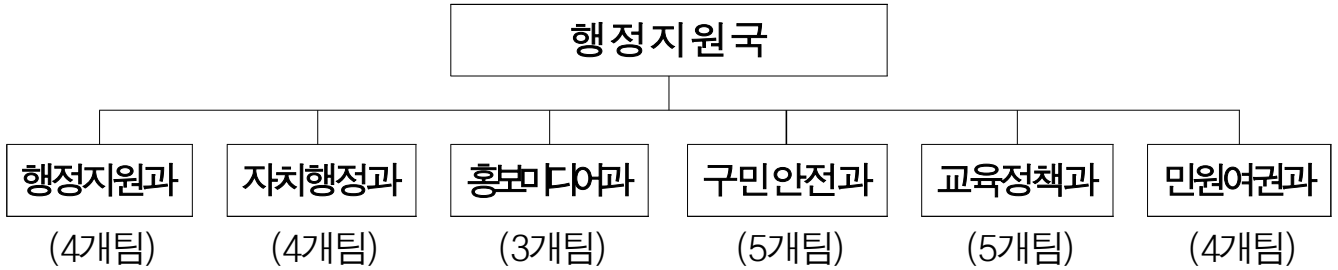 행정지원국
행정지원과 자치행정과 홍보미디어과 구민안전과 교육정책과 민원여권과
(4개팀) (4개팀) (3개팀) (5개팀) (5개팀) (4개팀)